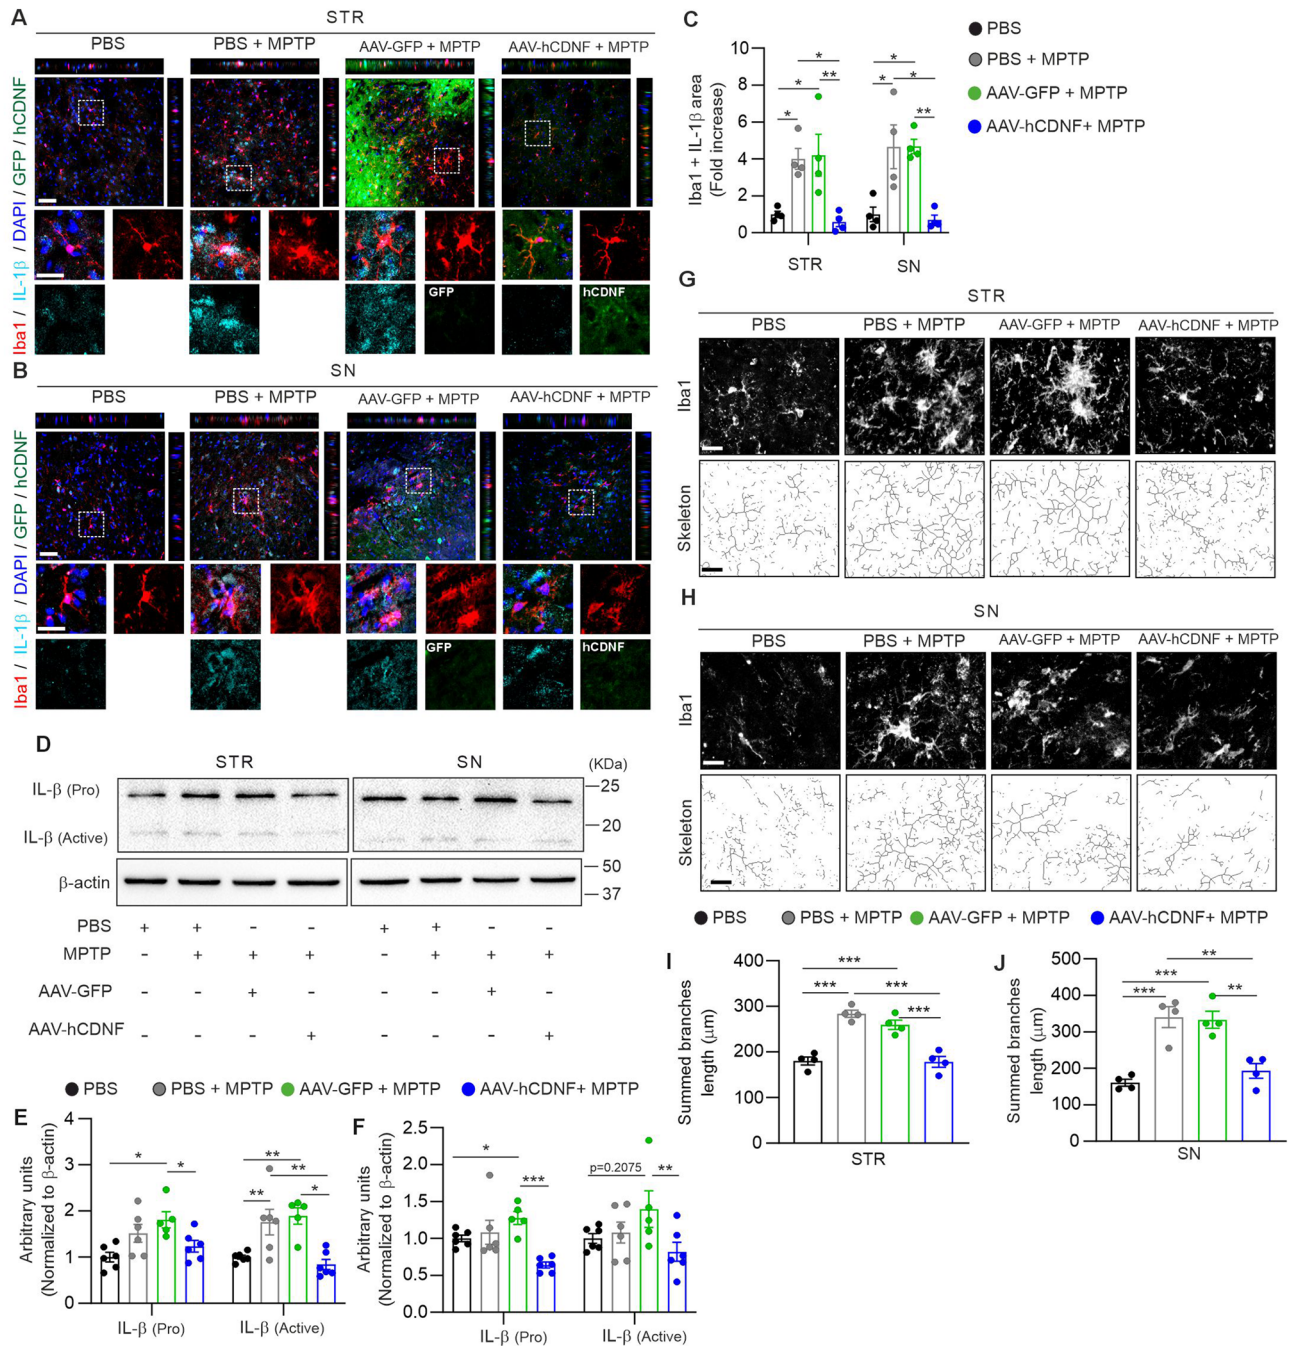 A
STR
PBS
PBS + MPTP
AAV-GFP + MPTP
AAV-hCDNF + MPTP
Iba1 / IL-1β / DAPI / GFP / hCDNF
GFP
hCDNF
B
SN
PBS
PBS + MPTP
AAV-GFP + MPTP
AAV-hCDNF + MPTP
Iba1 / IL-1β / DAPI / GFP / hCDNF
GFP
hCDNF
C
Iba1 + IL-1β area
(Fold increase)
10
8
6
4
2
0
* * * ** * * * * **
STR
SN
PBS
PBS + MPTP
AAV-GFP + MPTP
AAV-hCDNF+ MPTP
D
STR
SN
(KDa)
IL-β (Pro)
IL-β (Active)
β-actin
25
20
50
37
PBS + + - - + + - -
MPTP - + + + - + + +
AAV-GFP - - + - - - + -
AAV-hCDNF - - - + - - - +
PBS
PBS + MPTP
AAV-GFP + MPTP
AAV-hCDNF+ MPTP
E
Arbitrary units
(Normalized to β-actin)
4
3
2
1
0
* * ** ** ** *
IL-β (Pro)
IL-β (Active)
F
Arbitrary units
(Normalized to β-actin)
2.5
2.0
1.5
1.0
0.5
0.0
* *** p=0.2075 **
IL-β (Pro)
IL-β (Active)
G
STR
PBS
PBS + MPTP
AAV-GFP + MPTP
AAV-hCDNF + MPTP
Iba1
Skeleton
H
SN
PBS
PBS + MPTP
AAV-GFP + MPTP
AAV-hCDNF + MPTP
Iba1
Skeleton
PBS
PBS + MPTP
AAV-GFP + MPTP
AAV-hCDNF+ MPTP
I
Summed branches
length (μm)
400
300
200
100
0
*** *** *** ***
STR
J
Summed branches
length (μm)
500
400
300
200
100
0
** *** *** **
SN